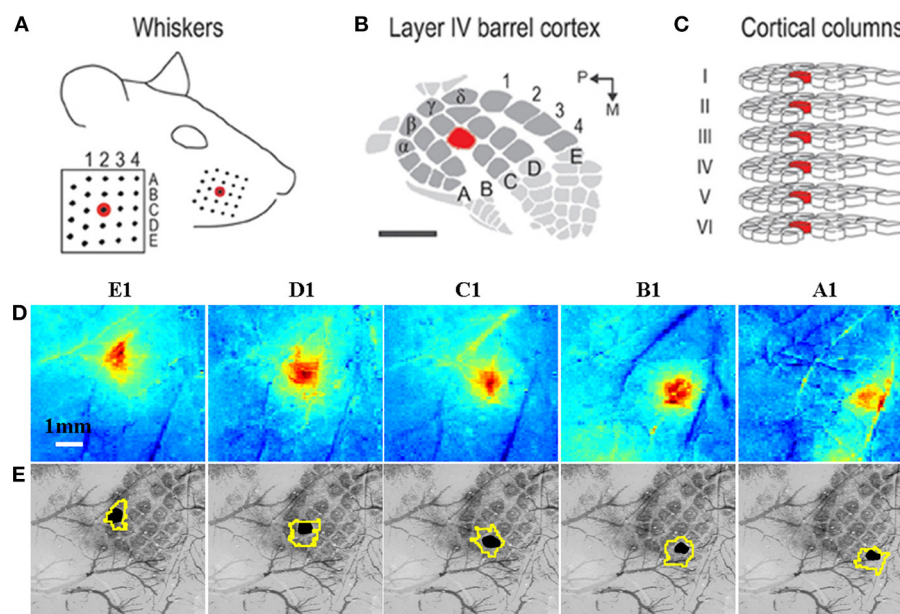 A Whiskers
B Layer IV barrel cortex
C Cortical columns
1 2 3 4
A
B
C
D
E
α β γ δ 1 2 3 4
A B C D E
P
M
I
II
III
IV
V
VI
E1 D1 C1 B1 A1
D
1mm
E